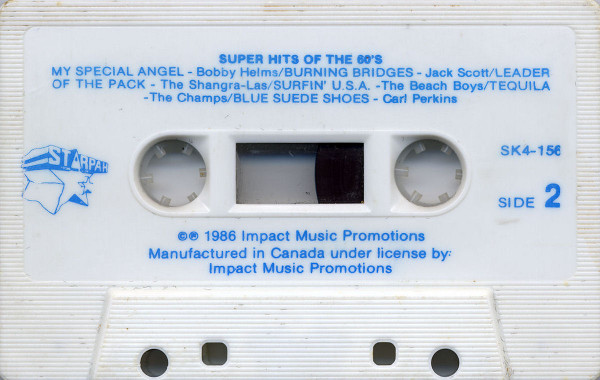 SUPER HITS OF THE 60'S
MY SPECIAL ANGEL - Bobby Helms/BURNING BRIDGES - Jack Scott/LEADER
OF THE PACK - The Shangra-Las/SURFIN' U.S.A. -The Beach Boys/TEQUILA
-The Champs/BLUE SUEDE SHOES - Carl Perkins
STARPAK
SK4-156
SIDE 2
©℗ 1986 Impact Music Promotions
Manufactured in Canada under license by:
Impact Music Promotions